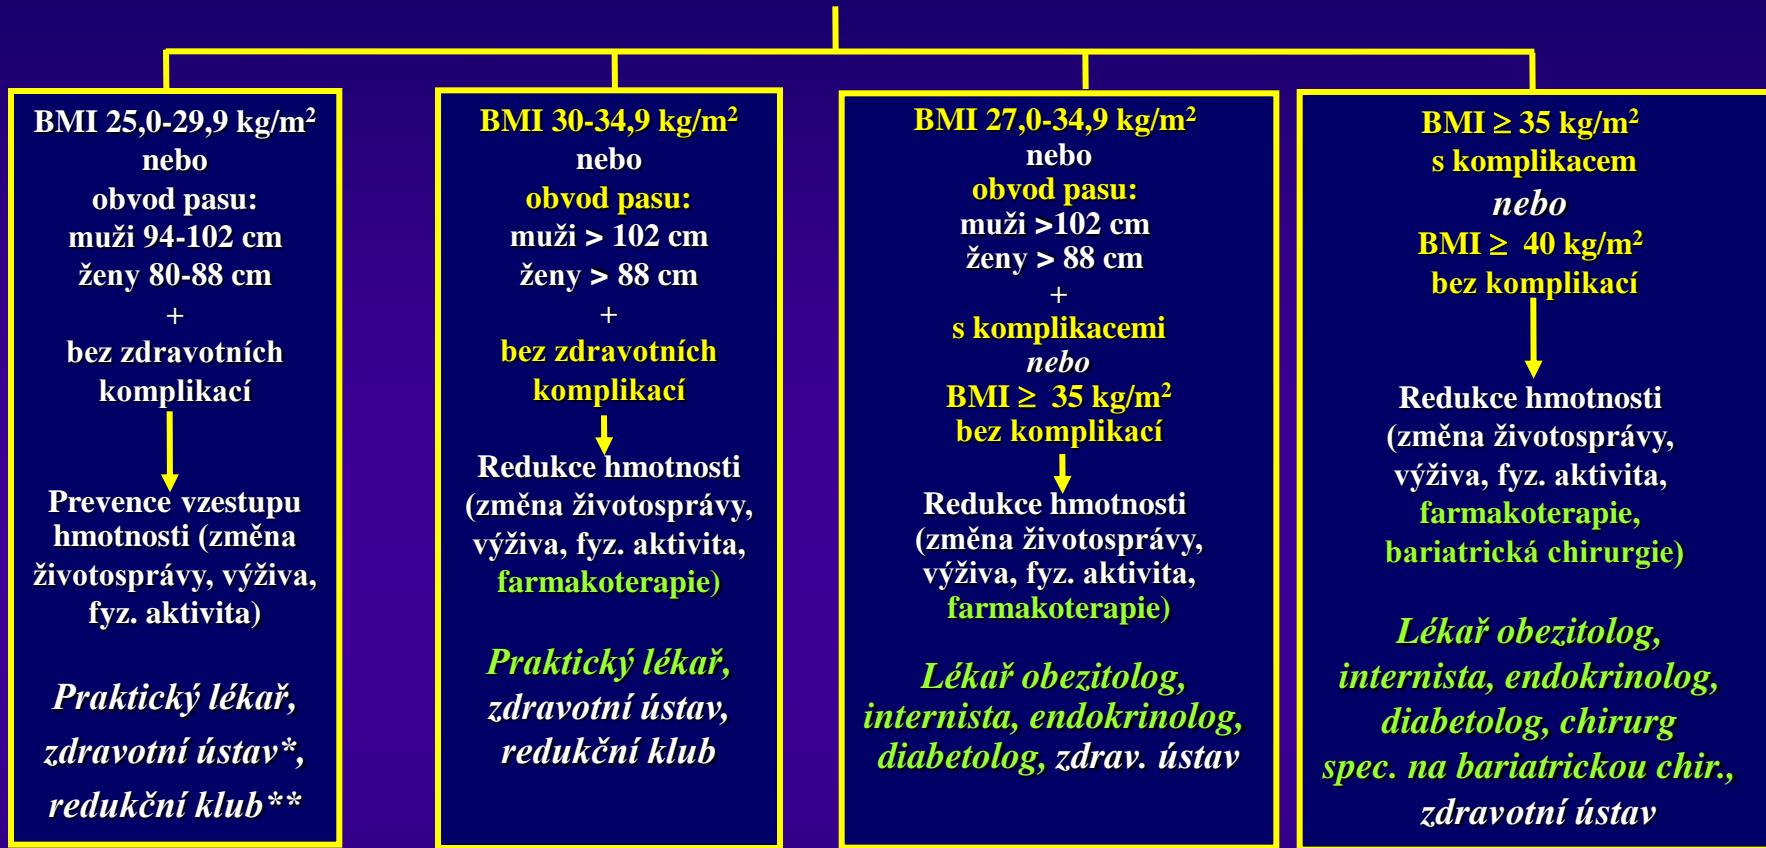 BMI 25,0-29,9 kg/m²
nebo
obvod pasu:
muži 94-102 cm
ženy 80-88 cm
+
bez zdravotních
komplikací
Prevence vzestupu
hmotnosti (změna
životosprávy, výživa,
fyz. aktivita)
Praktický lékař,
zdravotní ústav*,
redukční klub**
BMI 30-34,9 kg/m²
nebo
obvod pasu:
muži > 102 cm
ženy > 88 cm
+
bez zdravotních
komplikací
Redukce hmotnosti
(změna životosprávy,
výživa, fyz. aktivita,
farmakoterapie)
Praktický lékař,
zdravotní ústav,
redukční klub
BMI 27,0-34,9 kg/m²
nebo
obvod pasu:
muži >102 cm
ženy > 88 cm
+
s komplikacemi
nebo
BMI ≥ 35 kg/m²
bez komplikací
Redukce hmotnosti
(změna životosprávy,
výživa, fyz. aktivita,
farmakoterapie)
Lékař obezitolog,
internista, endokrinolog,
diabetolog, zdrav. ústav
BMI ≥ 35 kg/m²
s komplikacem
nebo
BMI ≥ 40 kg/m²
bez komplikací
Redukce hmotnosti
(změna životosprávy,
výživa, fyz. aktivita,
farmakoterapie,
bariatrická chirurgie)
Lékař obezitolog,
internista, endokrinolog,
diabetolog, chirurg
spec. na bariatrickou chir.,
zdravotní ústav